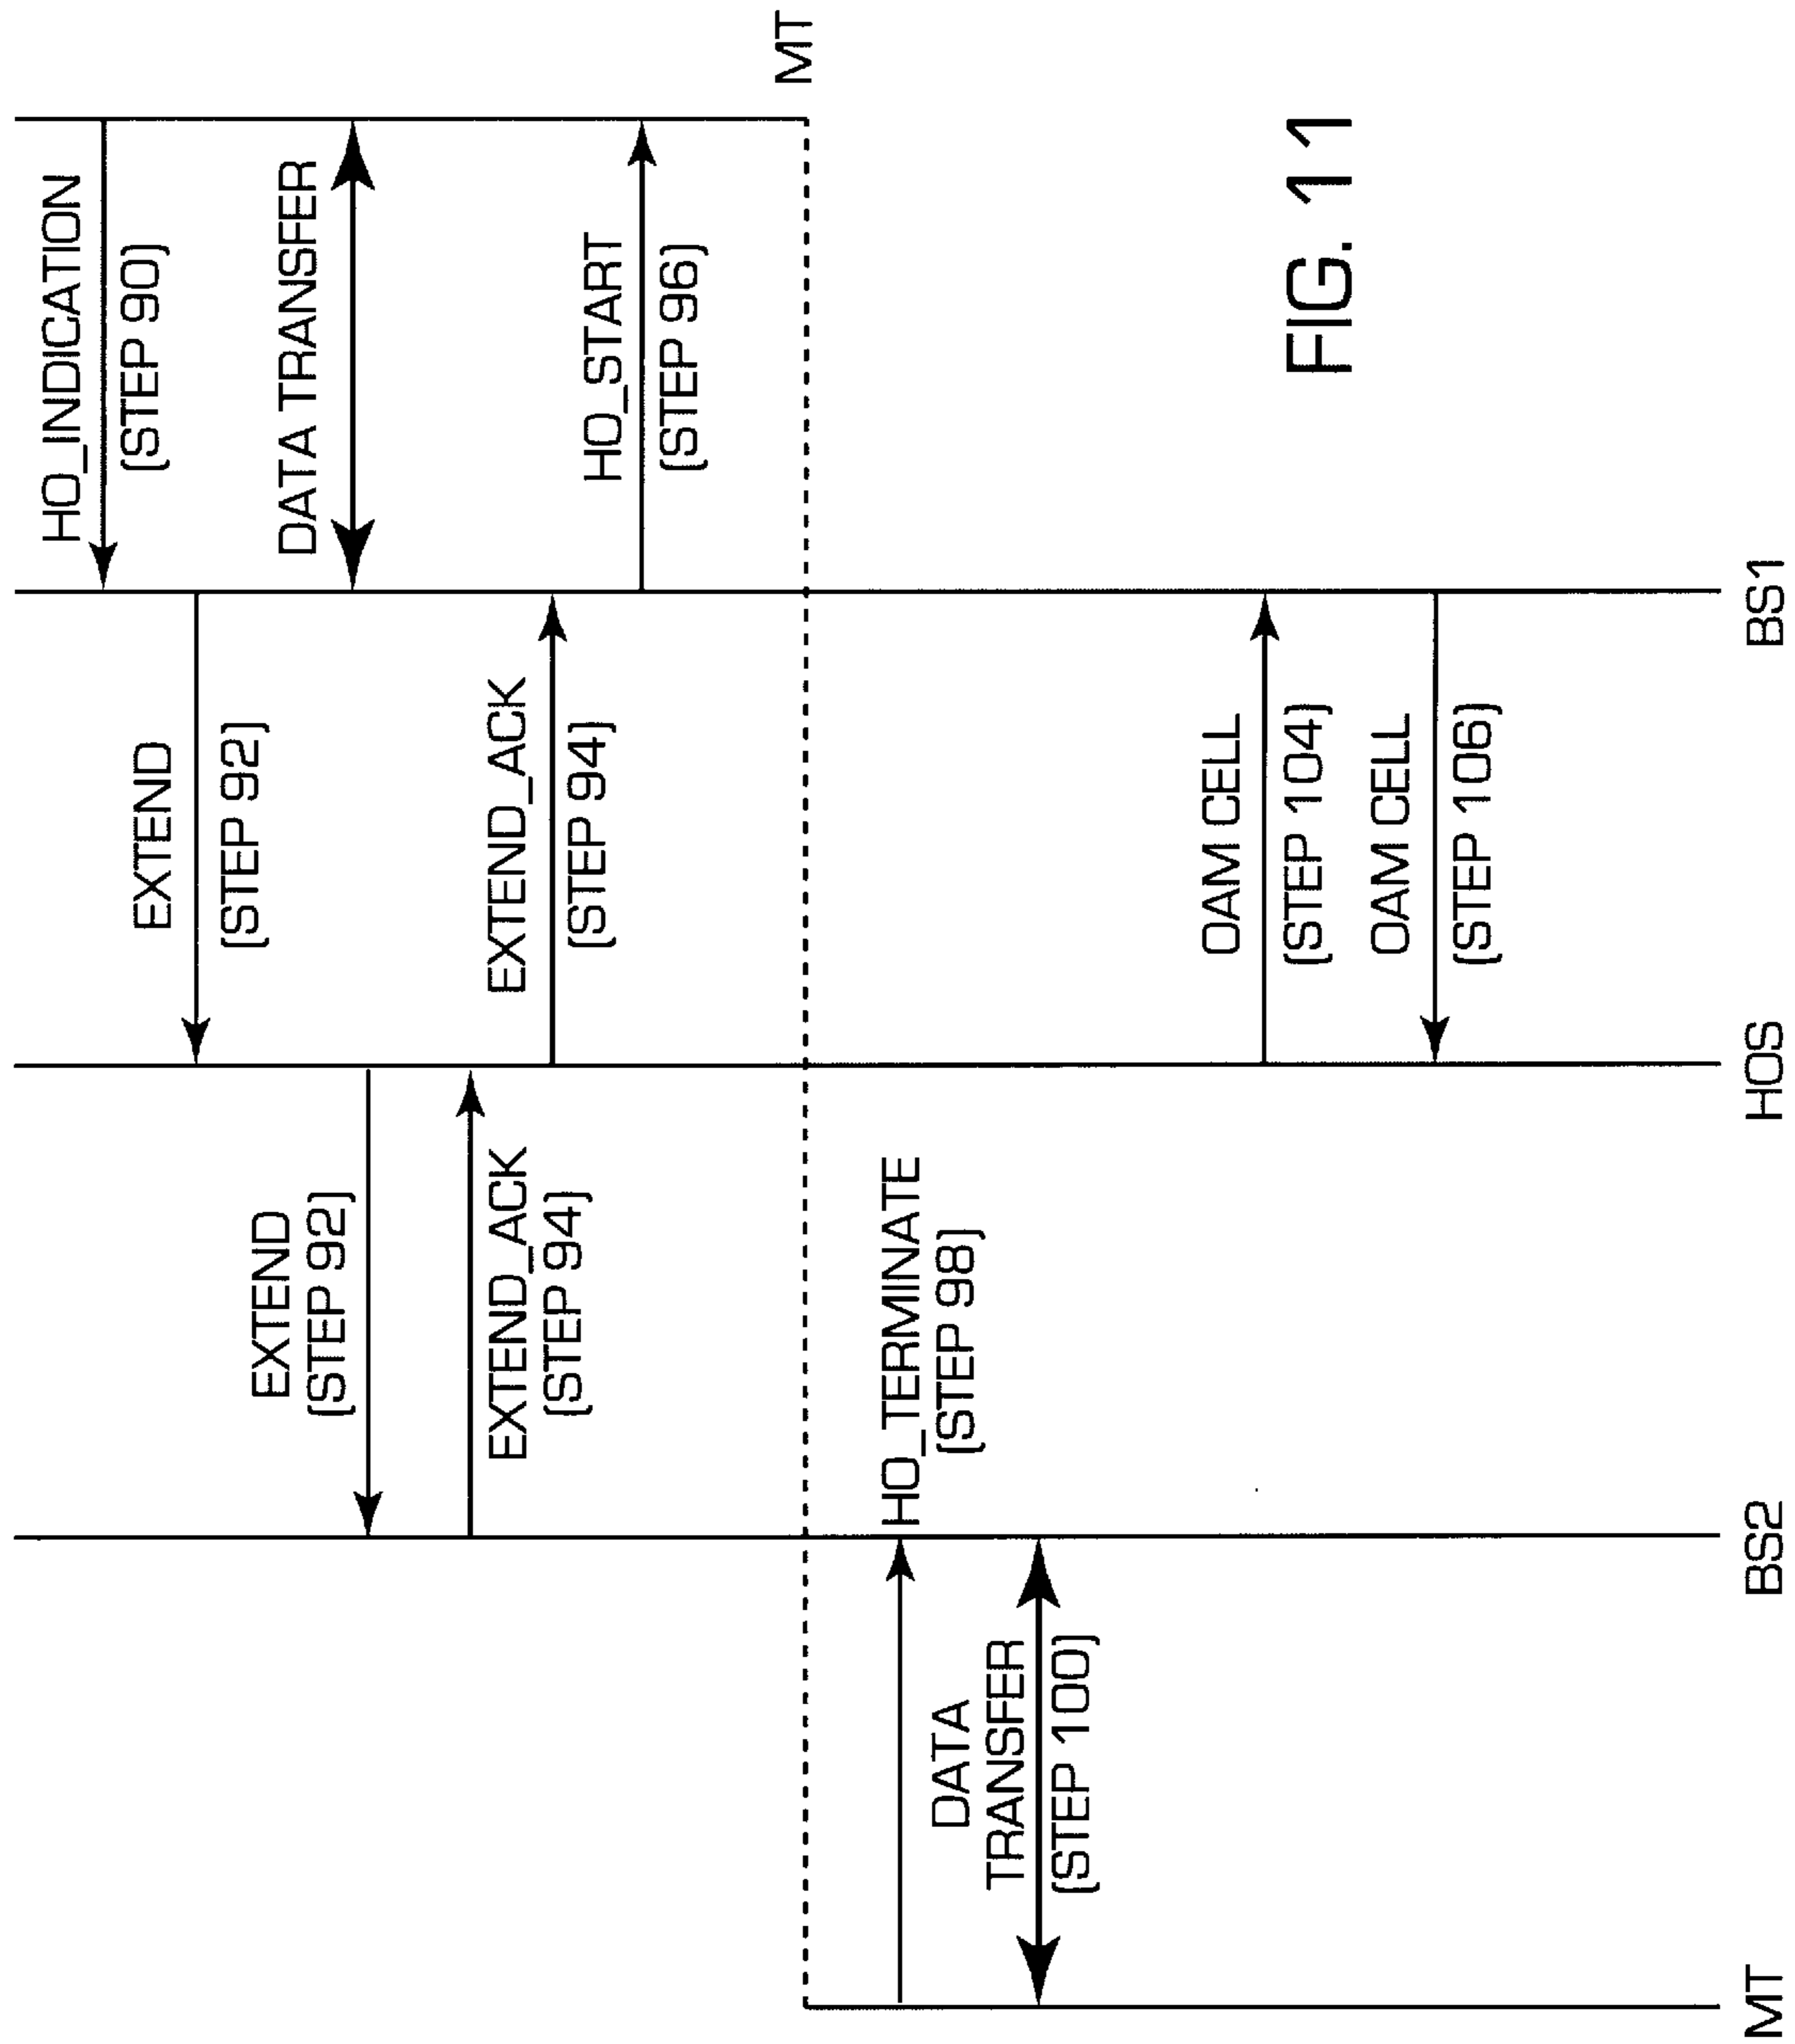 HO_INDICATION
(STEP 90)
EXTEND
(STEP 92)
DATA TRANSFER
EXTEND
(STEP 92)
EXTEND_ACK
(STEP 94)
EXTEND_ACK
(STEP 94)
HO_START
(STEP 96)
MT
HO_TERMINATE
(STEP 98)
DATA
TRANSFER
(STEP 100)
OAM CELL
(STEP 104)
OAM CELL
(STEP 106)
MT
BS2
HOS
BS1
FIG. 11